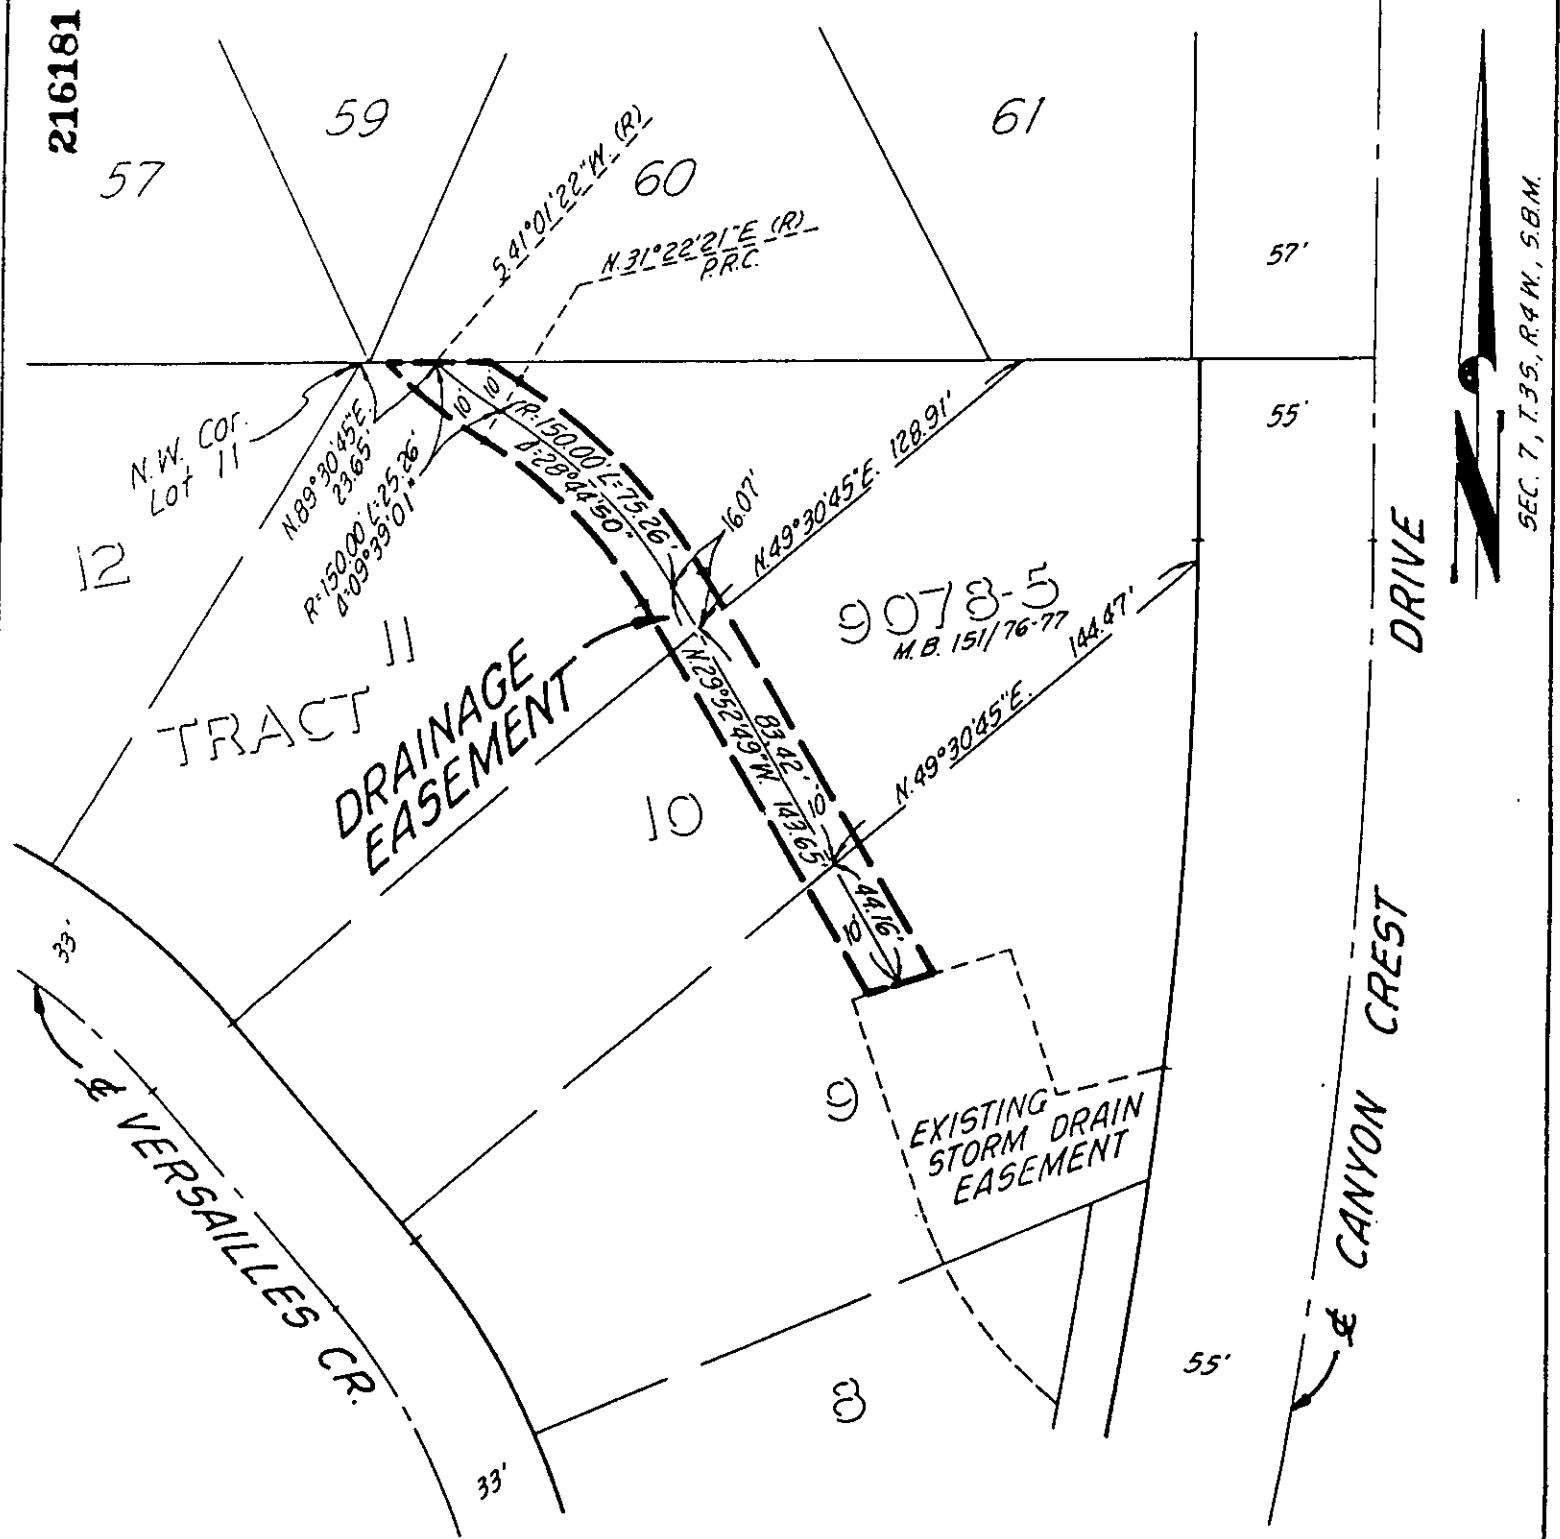 216181
57
59
60
61
S.41°01'22"W. (R)
N.31°22'21"E (R)
P.R.C.
57'
55'
SEC. 7, T.3S., R.4W., S.B.M.
N
N.W. Cor.
Lot 11
N.89°30'45"E.
23.65'
R=150.00' L=25.26'
Δ=09°39'01"
10'
10'
R=150.00' L=75.26'
Δ=28°44'50"
16.07'
N.49°30'45"E. 128.91'
12
11
TRACT
9078-5
M.B. 151/76-77
DRAINAGE
EASEMENT
N.49°30'45"E. 144.47'
N29°52'49"W. 143.65'
83.42'
10'
44.16'
10'
10
33'
℄ VERSAILLES CR.
33'
9
EXISTING
STORM DRAIN
EASEMENT
8
55'
℄ CANYON CREST DRIVE